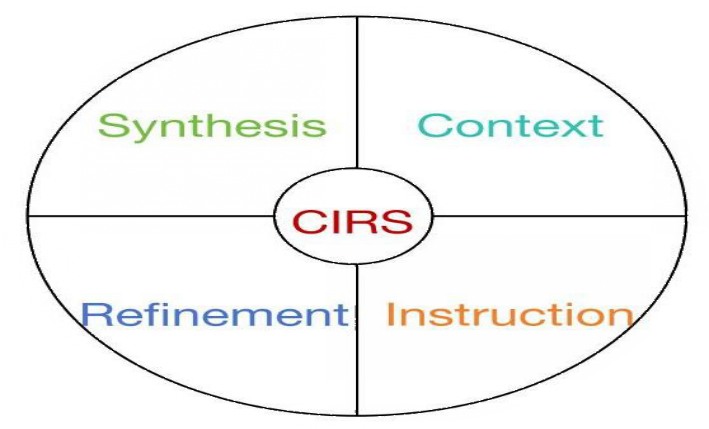 Synthesis
Context
CIRS
Refinement
Instruction